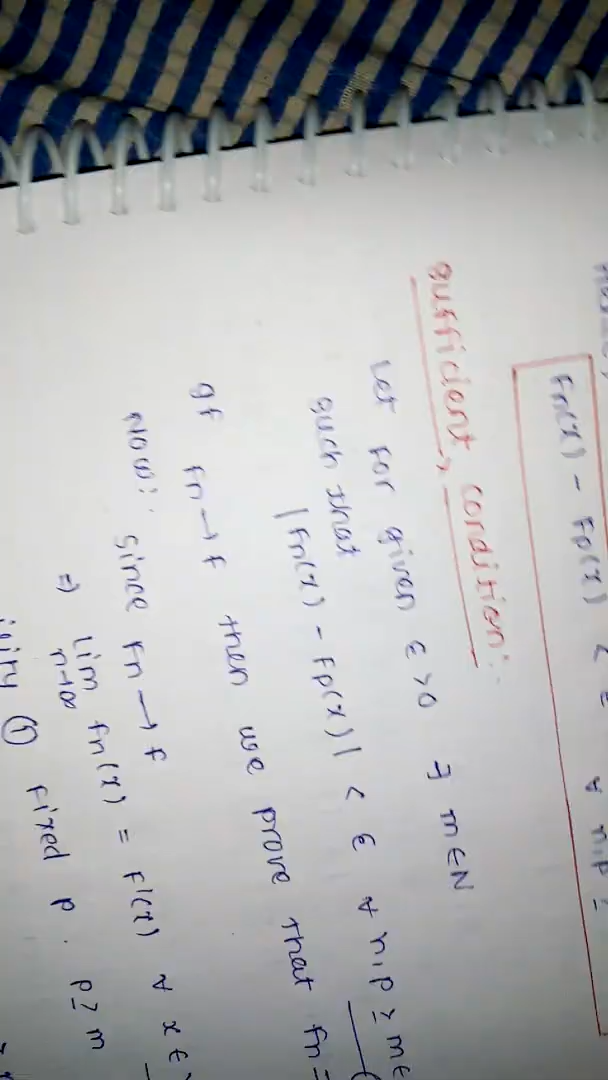 Fn(x) - Fp(x) < ε ∀ n,p ≥
sufficient condition:-
Let for given ε >0 ∃ m∈N
such that
|Fn(x) - Fp(x)| < ε ∀ n,p ≥ m∈
gf fn → f then we prove that fn =
Now: since fn → f
⇒ lim n→∞ fn(x) = f(x) ∀ x ∈
① Fixed p. p ≥ m